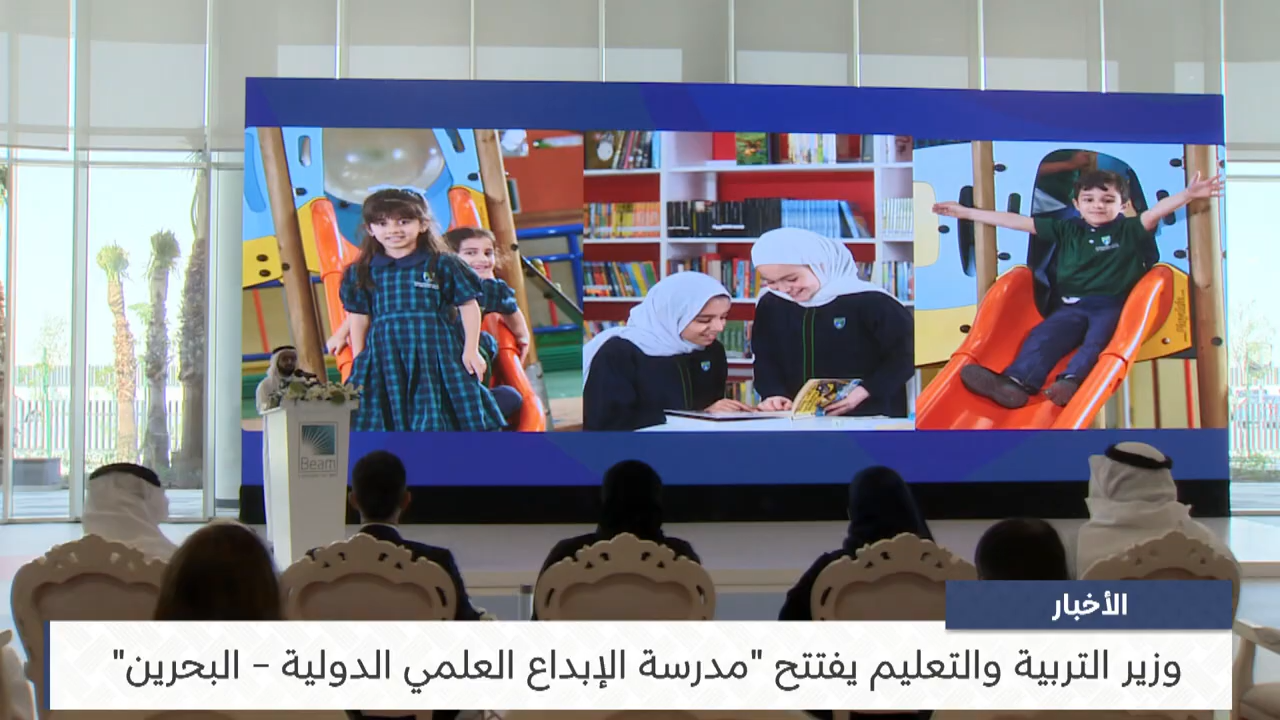 Beam
الأخبار
وزير التربية والتعليم يفتتح "مدرسة الإبداع العلمي الدولية - البحرين"